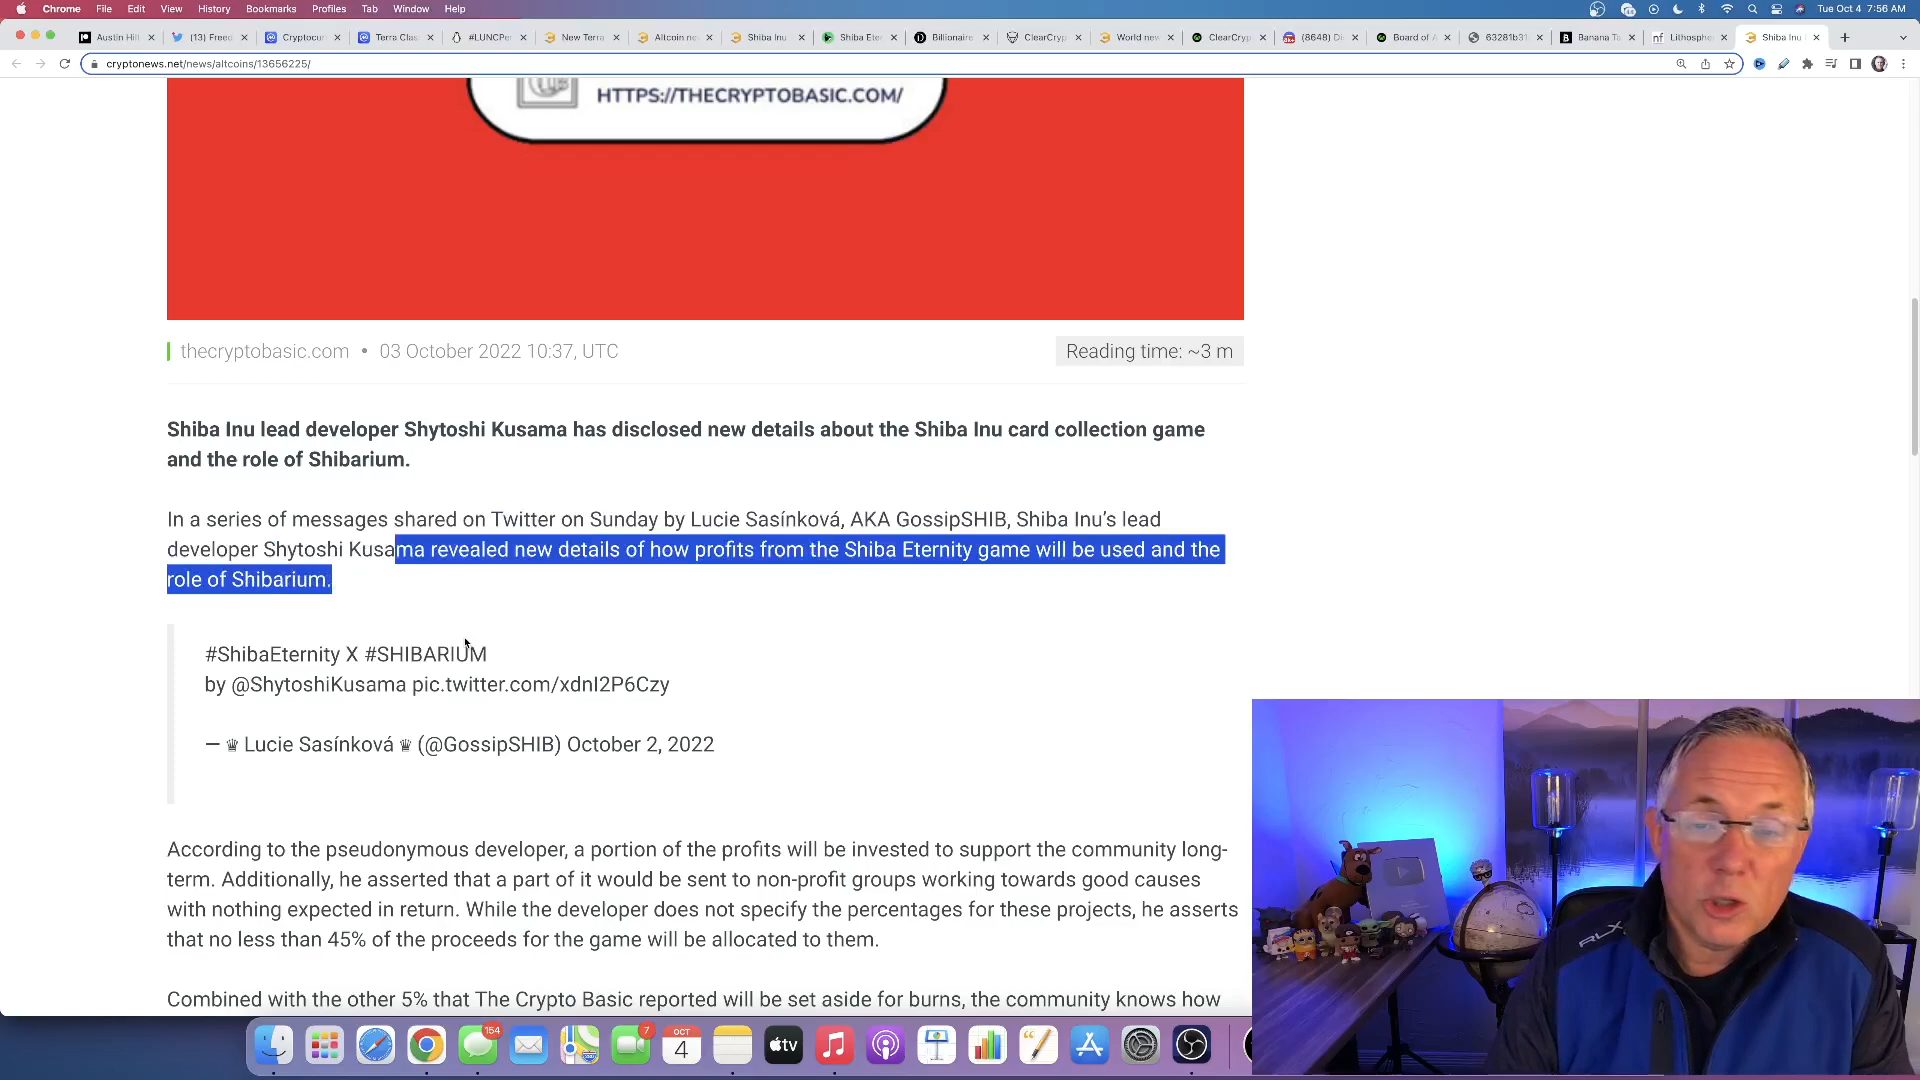 Chrome File Edit View History Bookmarks Profiles Tab Window Help Tue Oct 4 7:56 AM
Austin Hil (13) Freed Cryptocur Terra Clas #LUNCPe New Terra Altcoin ne Shiba Inu Shiba Ete Billionaire ClearCryp World new ClearCryp (8648) Di Board of A 63281b31 Banana Ta Lithosphe Shiba Inu
cryptonews.net/news/altcoins/13656225/
HTTPS://THECRYPTOBASIC.COM/
thecryptobasic.com • 03 October 2022 10:37, UTC
Reading time: ~3 m
Shiba Inu lead developer Shytoshi Kusama has disclosed new details about the Shiba Inu card collection game
and the role of Shibarium.
In a series of messages shared on Twitter on Sunday by Lucie Sasínková, AKA GossipSHIB, Shiba Inu’s lead
developer Shytoshi Kusama revealed new details of how profits from the Shiba Eternity game will be used and the
role of Shibarium.
#ShibaEternity X #SHIBARIUM
by @ShytoshiKusama pic.twitter.com/xdnI2P6Czy
— ♛ Lucie Sasínková ♛ (@GossipSHIB) October 2, 2022
According to the pseudonymous developer, a portion of the profits will be invested to support the community long-
term. Additionally, he asserted that a part of it would be sent to non-profit groups working towards good causes
with nothing expected in return. While the developer does not specify the percentages for these projects, he asserts
that no less than 45% of the proceeds for the game will be allocated to them.
Combined with the other 5% that The Crypto Basic reported will be set aside for burns, the community knows how
RLX
154
7
OCT
4
tv